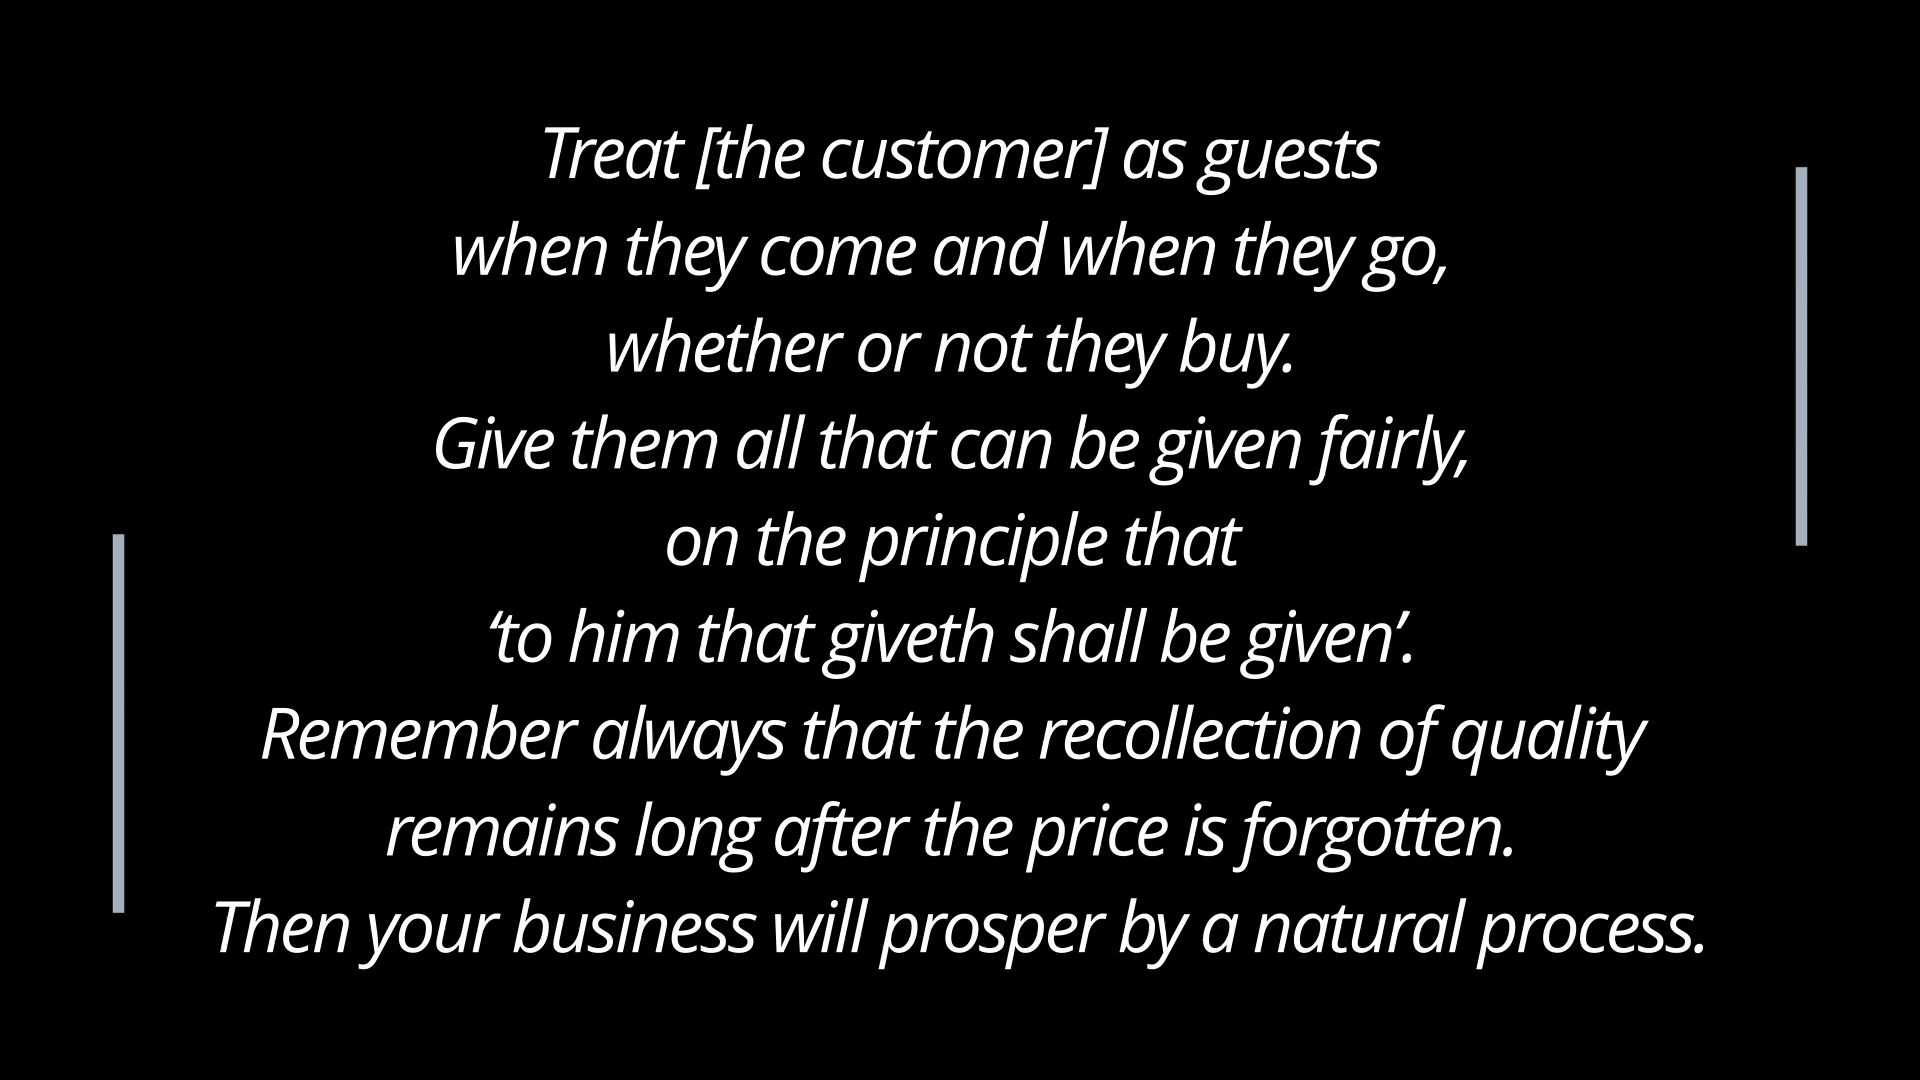 Treat [the customer] as guests
when they come and when they go,
whether or not they buy.
Give them all that can be given fairly,
on the principle that
‘to him that giveth shall be given’.
Remember always that the recollection of quality
remains long after the price is forgotten.
Then your business will prosper by a natural process.